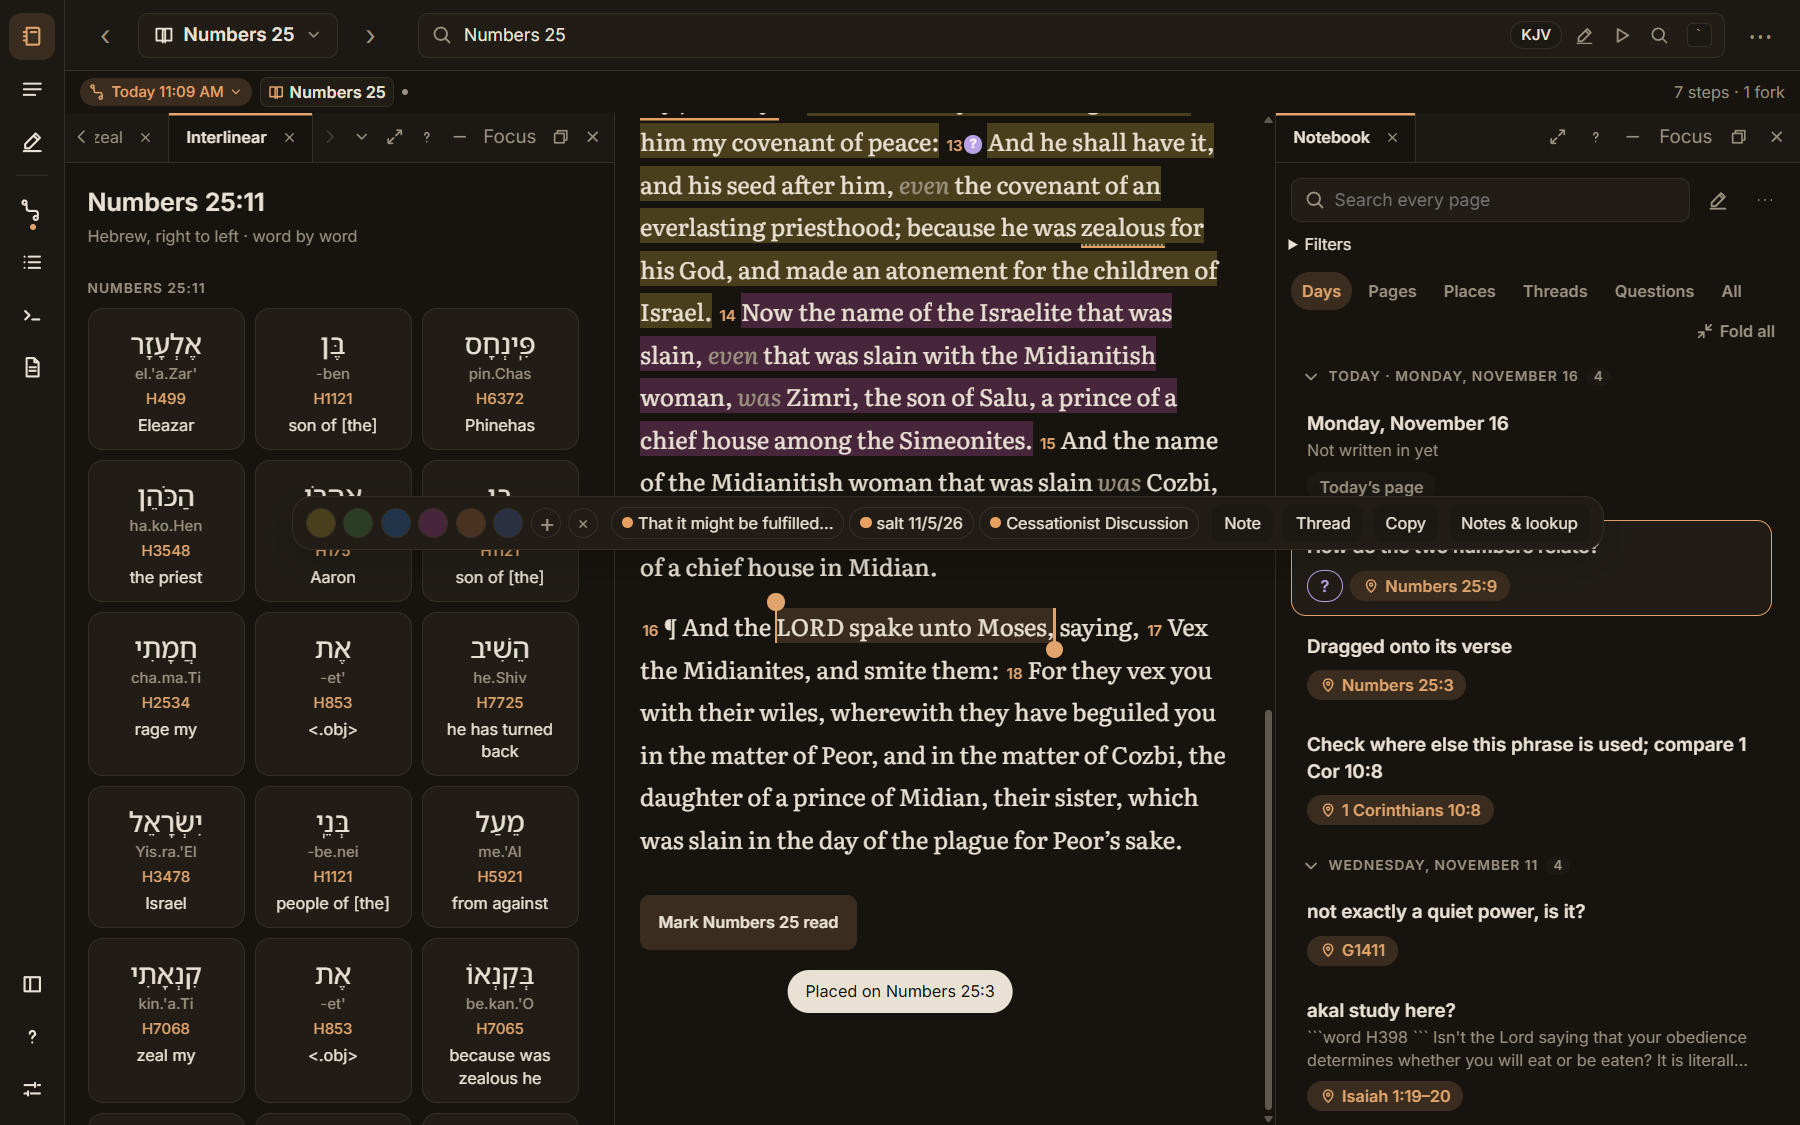 Numbers 25
Numbers 25
KJV
Today 11:09 AM
Numbers 25
7 steps · 1 fork
zeal
Interlinear
Focus
Numbers 25:11
Hebrew, right to left · word by word
NUMBERS 25:11
אֶלְעָזָר
בֶּן
פִּֽינְחָס
el.'a.Zar'
-ben
pin.Chas
H499
H1121
H6372
Eleazar
son of [the]
Phinehas
הַכֹּהֵן
ha.ko.Hen
H3548
H175
H1121
the priest
Aaron
son of [the]
חֲמָתִי
אֶת
הֵשִׁיב
cha.ma.Ti
-et'
he.Shiv
H2534
H853
H7725
rage my
<.obj>
he has turned
back
יִשְׂרָאֵל
בְּנֵֽי
מֵעַל
Yis.ra.'El
-be.nei
me.'Al
H3478
H1121
H5921
Israel
people of [the]
from against
קִנְאָתִי
אֶת
בְּקַנְאוֹ
kin.'a.Ti
-et'
be.kan.'O
H7068
H853
H7065
zeal my
<.obj>
because was
zealous he
him my covenant of peace: 13 ? And he shall have it,
and his seed after him, even the covenant of an
everlasting priesthood; because he was zealous for
his God, and made an atonement for the children of
Israel. 14 Now the name of the Israelite that was
slain, even that was slain with the Midianitish
woman, was Zimri, the son of Salu, a prince of a
chief house among the Simeonites. 15 And the name
of the Midianitish woman that was slain was Cozbi,
That it might be fulfilled...
salt 11/5/26
Cessationist Discussion
Note
Thread
Copy
Notes & lookup
of a chief house in Midian.
16 ¶ And the LORD spake unto Moses, saying, 17 Vex
the Midianites, and smite them: 18 For they vex you
with their wiles, wherewith they have beguiled you
in the matter of Peor, and in the matter of Cozbi, the
daughter of a prince of Midian, their sister, which
was slain in the day of the plague for Peor’s sake.
Mark Numbers 25 read
Placed on Numbers 25:3
Notebook
Focus
Search every page
Filters
Days
Pages
Places
Threads
Questions
All
Fold all
TODAY · MONDAY, NOVEMBER 16 4
Monday, November 16
Not written in yet
Today’s page
How do the two numbers relate?
?
Numbers 25:9
Dragged onto its verse
Numbers 25:3
Check where else this phrase is used; compare 1
Cor 10:8
1 Corinthians 10:8
WEDNESDAY, NOVEMBER 11 4
not exactly a quiet power, is it?
G1411
akal study here?
```word H398 ``` Isn't the Lord saying that your obedience
determines whether you will eat or be eaten? It is literall...
Isaiah 1:19–20